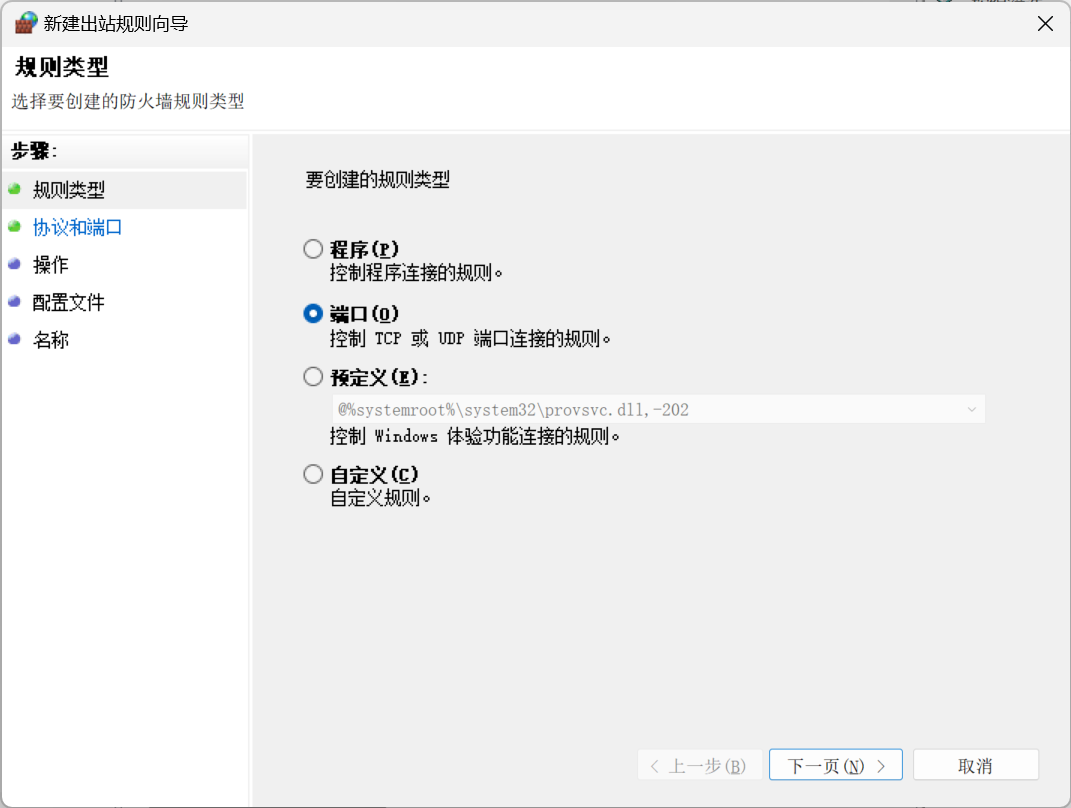 新建出站规则向导
规则类型
选择要创建的防火墙规则类型
步骤:
规则类型
协议和端口
操作
配置文件
名称
要创建的规则类型
程序(P)
控制程序连接的规则。
端口(O)
控制 TCP 或 UDP 端口连接的规则。
预定义(E):
@%systemroot%\system32\provsvc.dll,-202
控制 Windows 体验功能连接的规则。
自定义(C)
自定义规则。
< 上一步(B)
下一页(N) >
取消